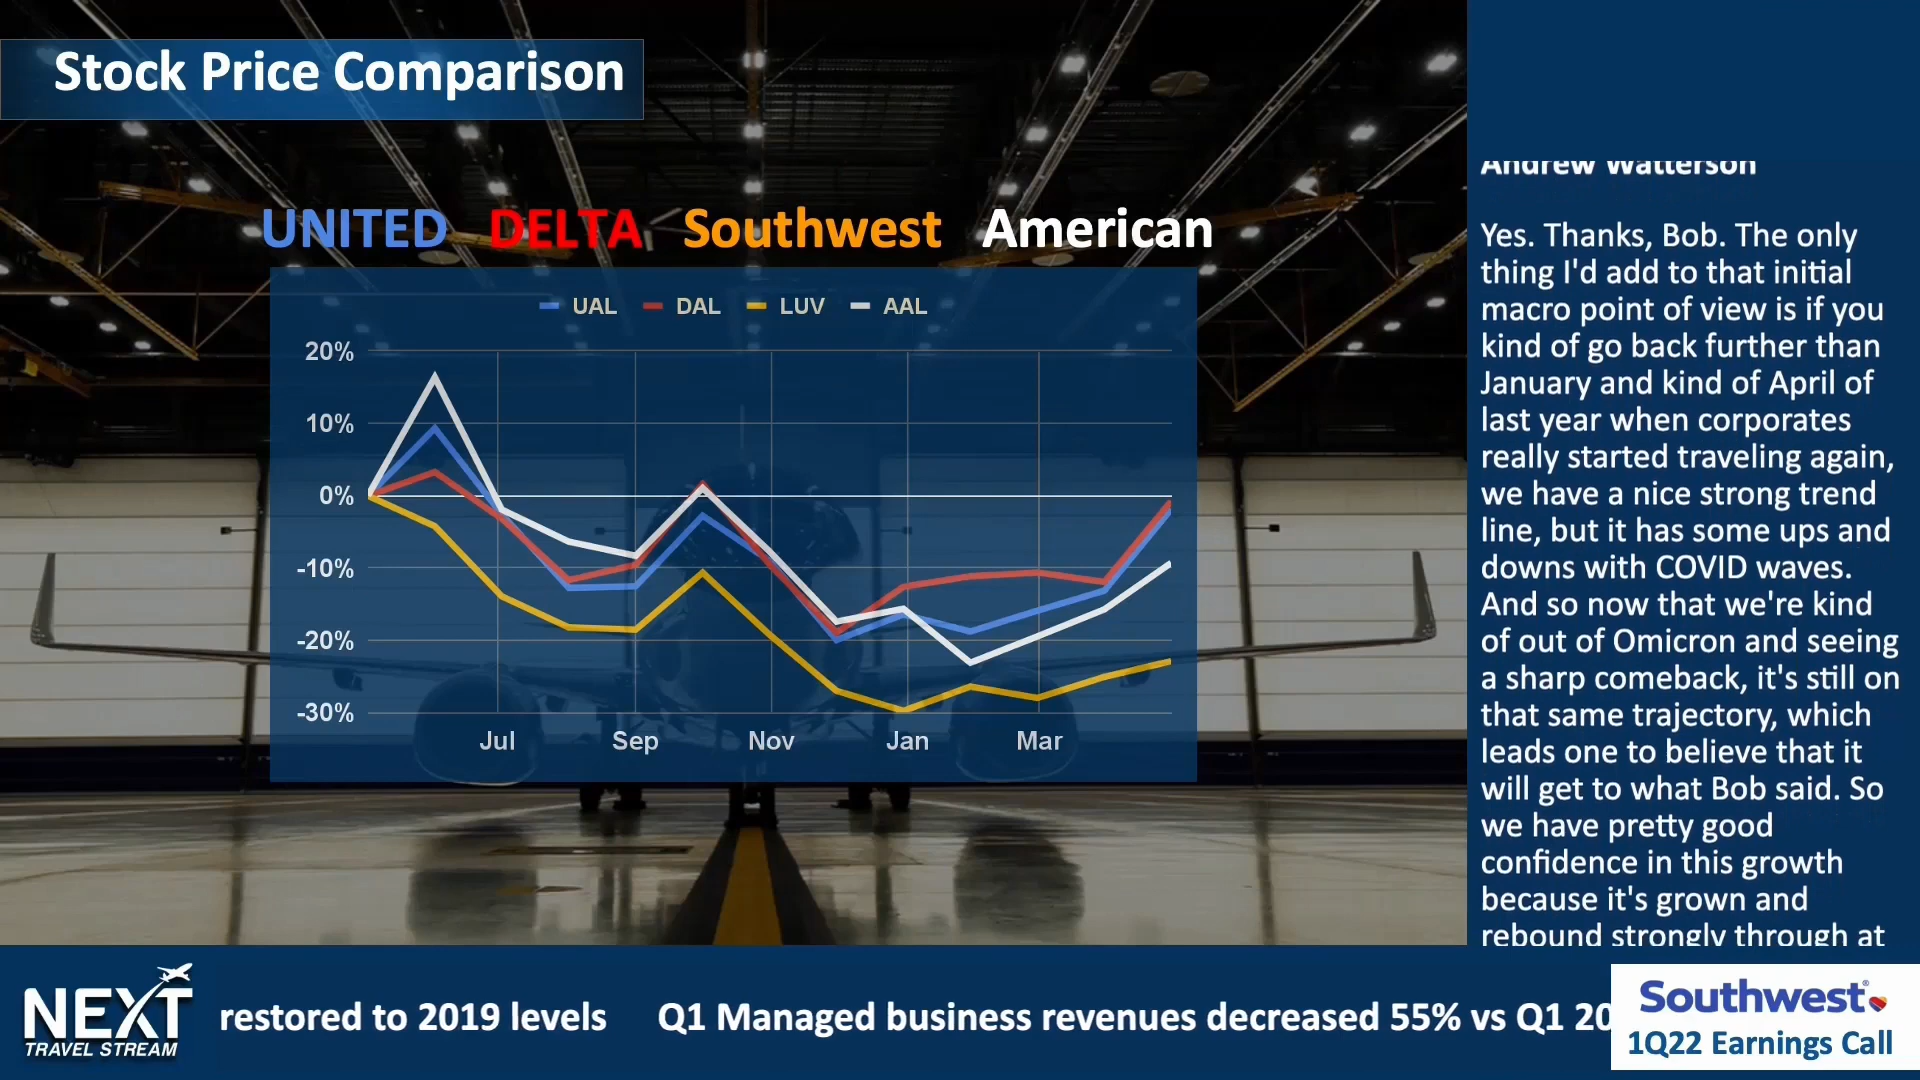 Stock Price Comparison
UNITED DELTA Southwest American
UAL DAL LUV AAL
20%
10%
0%
-10%
-20%
-30%
Jul Sep Nov Jan Mar
Andrew Watterson
Yes. Thanks, Bob. The only
thing I'd add to that initial
macro point of view is if you
kind of go back further than
January and kind of April of
last year when corporates
really started traveling again,
we have a nice strong trend
line, but it has some ups and
downs with COVID waves.
And so now that we're kind
of out of Omicron and seeing
a sharp comeback, it's still on
that same trajectory, which
leads one to believe that it
will get to what Bob said. So
we have pretty good
confidence in this growth
because it's grown and
rebound strongly through at
NEXT
TRAVEL STREAM
restored to 2019 levels Q1 Managed business revenues decreased 55% vs Q1 20
Southwest®
1Q22 Earnings Call